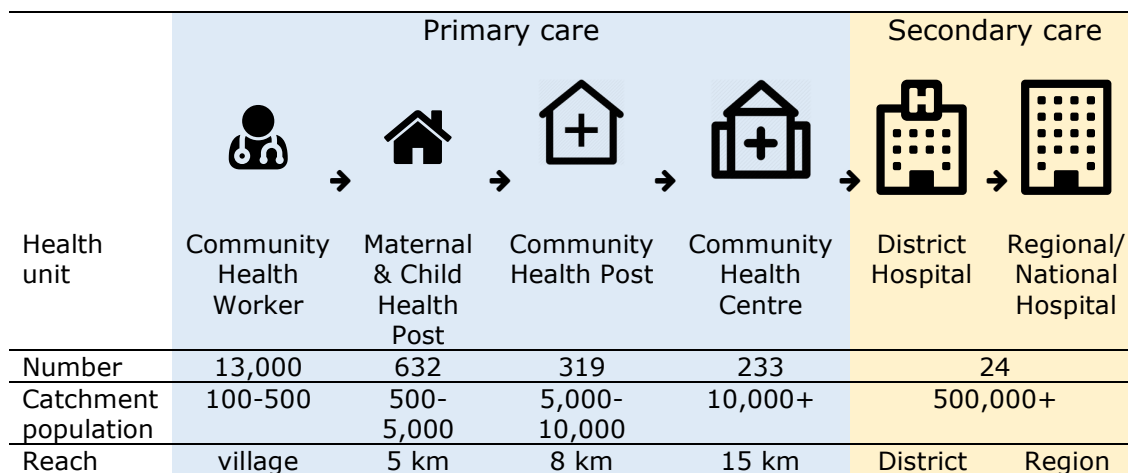 Primary care Secondary care
H
Health Community Maternal Community Community District Regional/
unit Health & Child Health Post Health Hospital National
Worker Health Centre Hospital
Post
Number 13,000 632 319 233 24
Catchment 100-500 500- 5,000- 10,000+ 500,000+
population 5,000 10,000
Reach village 5 km 8 km 15 km District Region